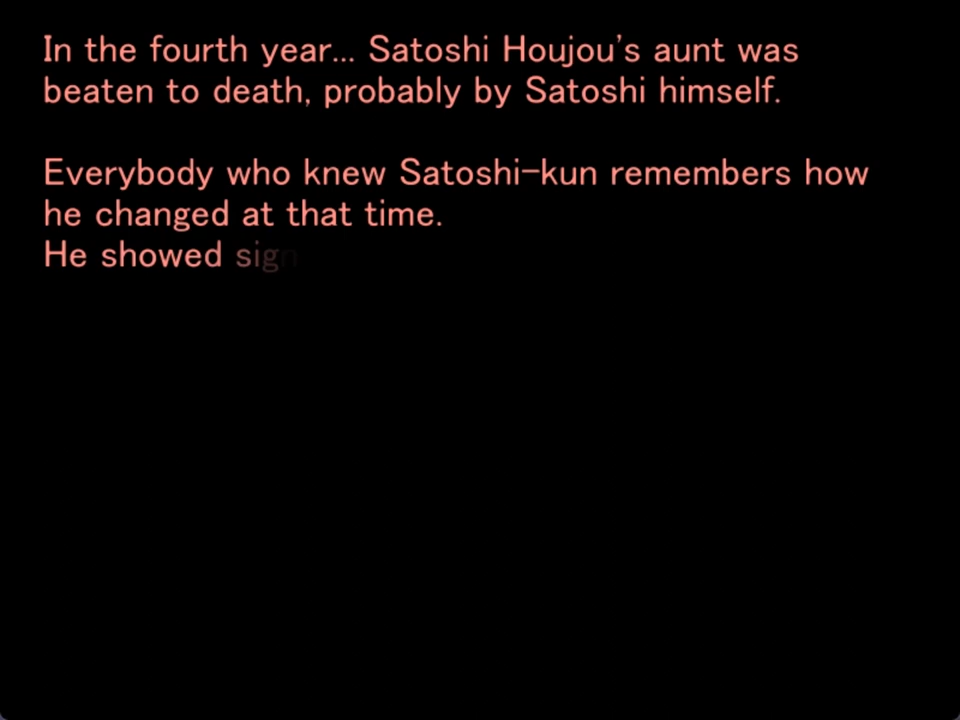 In the fourth year... Satoshi Houjou's aunt was
beaten to death, probably by Satoshi himself.
Everybody who knew Satoshi-kun remembers how
he changed at that time.
He showed sign